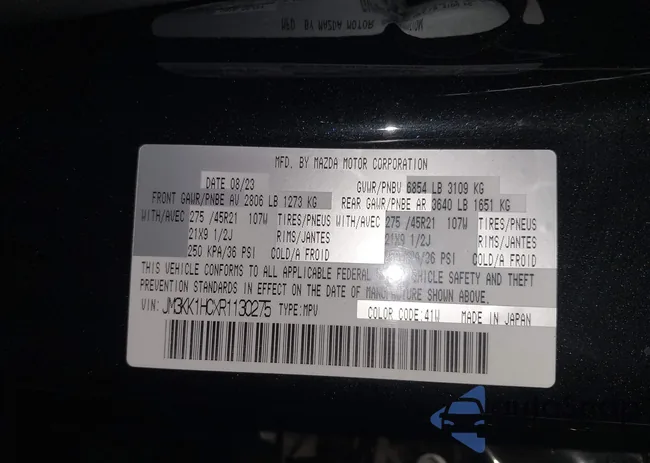 MFD. BY MAZDA MOTOR CORPORATION
DATE 08/23 GVWR/PNBV 6854 LB 3109 KG
FRONT GAWR/PNBE AV 2806 LB 1273 KG REAR GAWR/PNBE AR 3640 LB 1651 KG
WITH/AVEC 275 /45R21 107W TIRES/PNEUS WITH/AVEC 275 /45R21 107W TIRES/PNEUS
21X9 1/2J RIMS/JANTES 21X9 1/2J RIMS/JANTES
250 KPA/36 PSI COLD/A FROID KPA/36 PSI COLD/A FROID
THIS VEHICLE CONFORMS TO ALL APPLICABLE FEDERAL VEHICLE SAFETY AND THEFT
PREVENTION STANDARDS IN EFFECT ON THE DATE OF MANUFACTURE SHOWN ABOVE.
VIN: JM3KK1HCXR1130275 TYPE:MPV COLOR CODE:41W MADE IN JAPAN